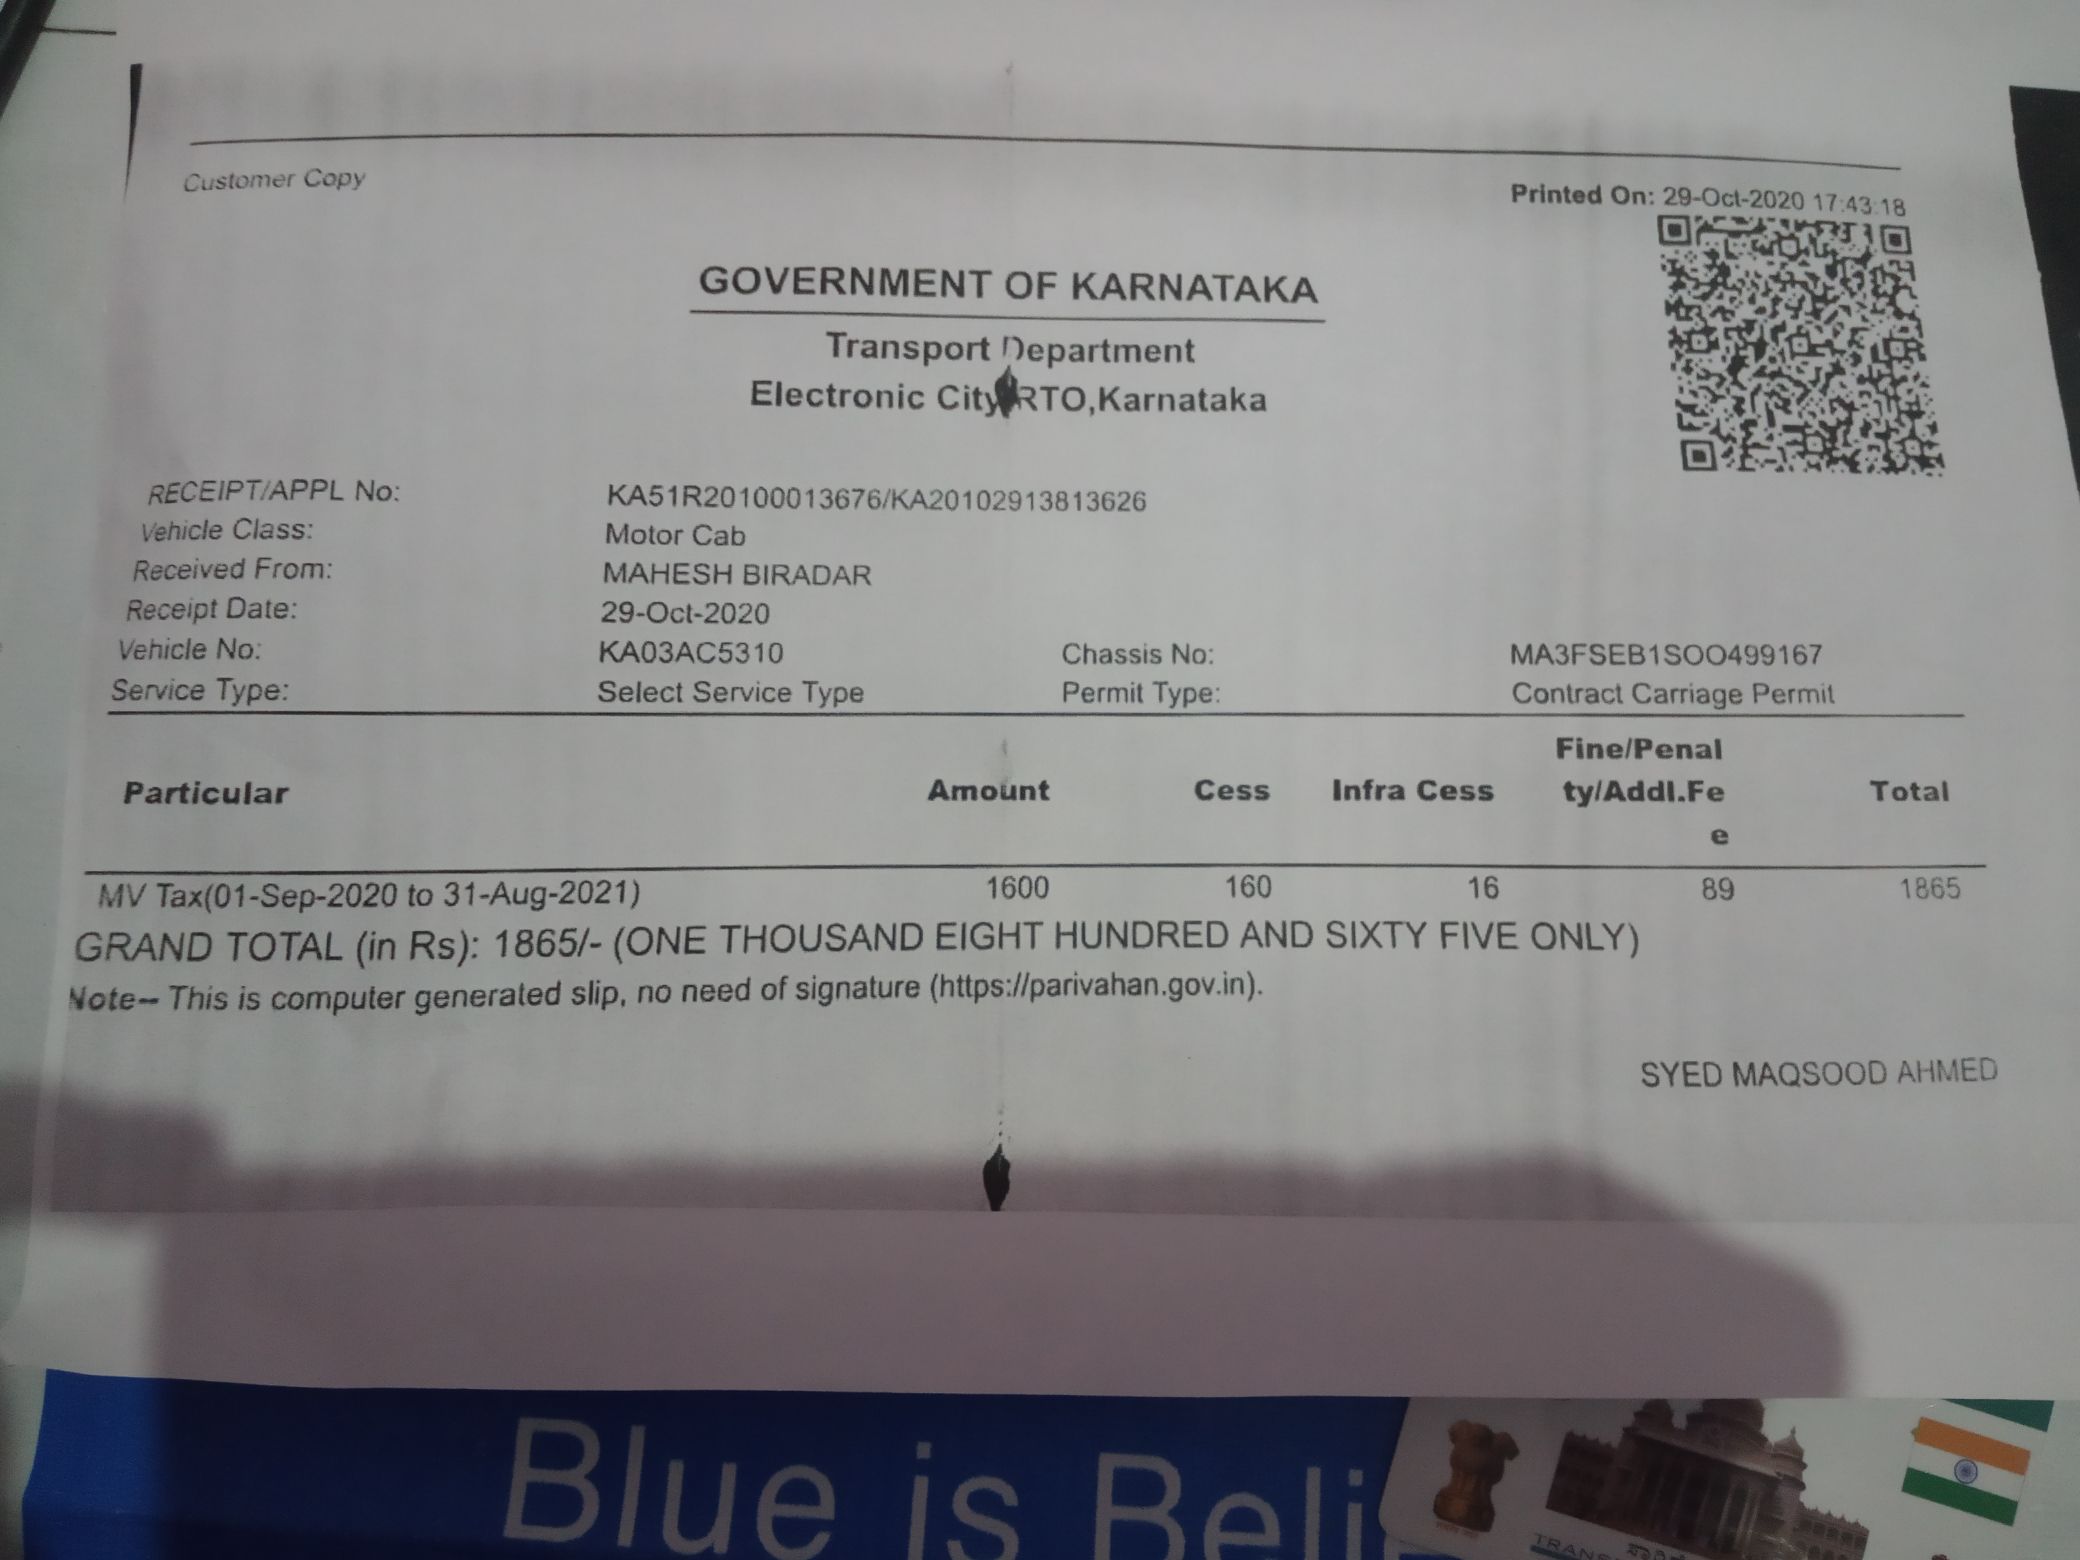 Customer Copy
Printed On: 29-Oct-2020 17:43:18
GOVERNMENT OF KARNATAKA
Transport Department
Electronic City RTO,Karnataka
RECEIPT/APPL No: KA51R20100013676/KA20102913813626
Vehicle Class: Motor Cab
Received From: MAHESH BIRADAR
Receipt Date: 29-Oct-2020
Vehicle No: KA03AC5310 Chassis No: MA3FSEB1SOO499167
Service Type: Select Service Type Permit Type: Contract Carriage Permit
Particular Amount Cess Infra Cess Fine/Penal
ty/Addl.Fe
e Total
MV Tax(01-Sep-2020 to 31-Aug-2021) 1600 160 16 89 1865
GRAND TOTAL (in Rs): 1865/- (ONE THOUSAND EIGHT HUNDRED AND SIXTY FIVE ONLY)
Note-- This is computer generated slip, no need of signature (https://parivahan.gov.in).
SYED MAQSOOD AHMED
Blue is Beli
TRANS